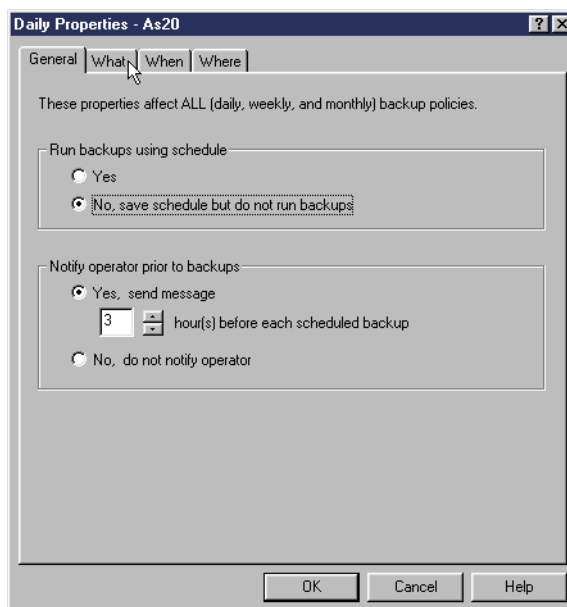 Daily Properties - As20
General What When Where
These properties affect ALL (daily, weekly, and monthly) backup policies.
Run backups using schedule
Yes
No, save schedule but do not run backups
Notify operator prior to backups
Yes, send message
3 hour(s) before each scheduled backup
No, do not notify operator
OK Cancel Help